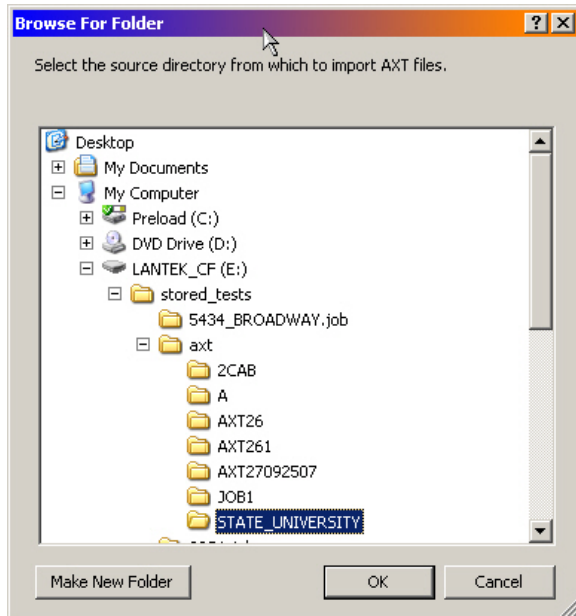 Browse For Folder
Select the source directory from which to import AXT files.
Desktop
My Documents
My Computer
Preload (C:)
DVD Drive (D:)
LANTEK_CF (E:)
stored_tests
5434_BROADWAY.job
axt
2CAB
A
AXT26
AXT261
AXT27092507
JOB1
STATE_UNIVERSITY
Make New Folder OK Cancel